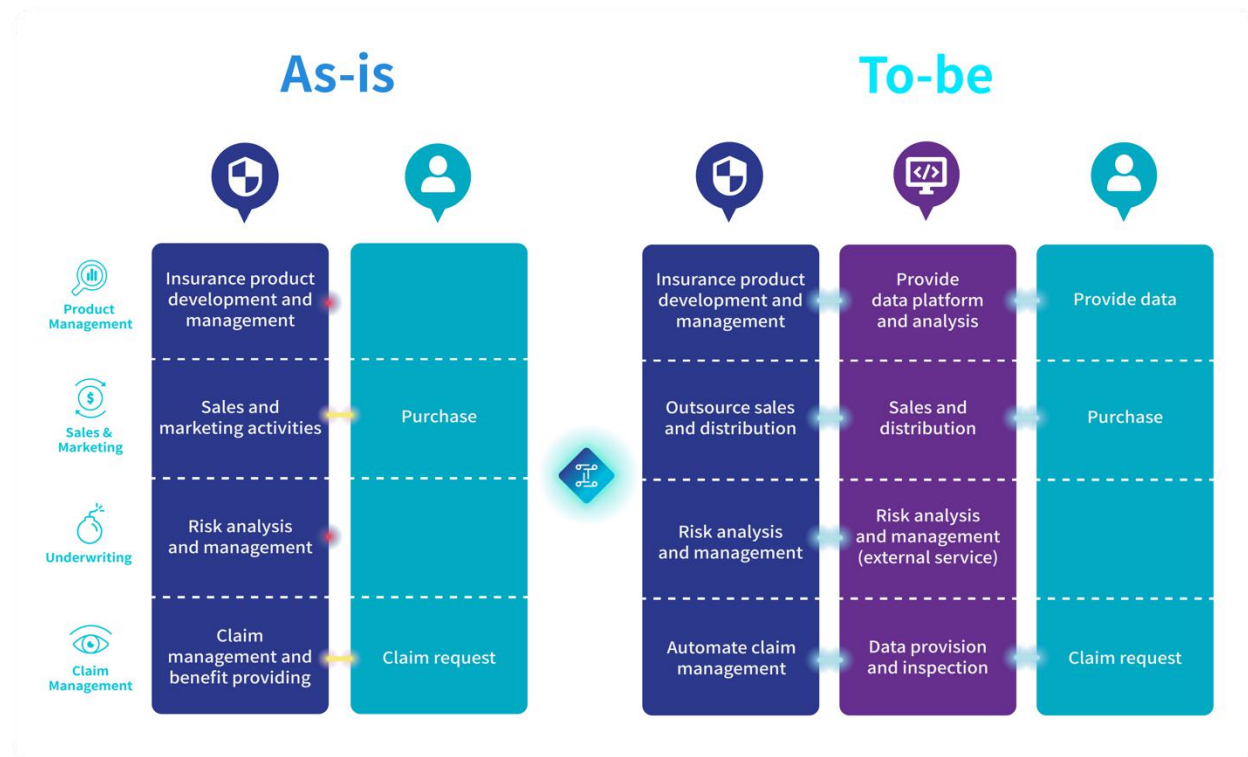 As-is
To-be
Product
Management
Insurance product
development and
management
Insurance product
development and
management
Provide
data platform
and analysis
Provide data
Sales &
Marketing
Sales and
marketing activities
Purchase
Outsource sales
and distribution
Sales and
distribution
Purchase
Underwriting
Risk analysis
and management
Risk analysis
and management
Risk analysis
and management
(external service)
Claim
Management
Claim
management and
benefit providing
Claim request
Automate claim
management
Data provision
and inspection
Claim request